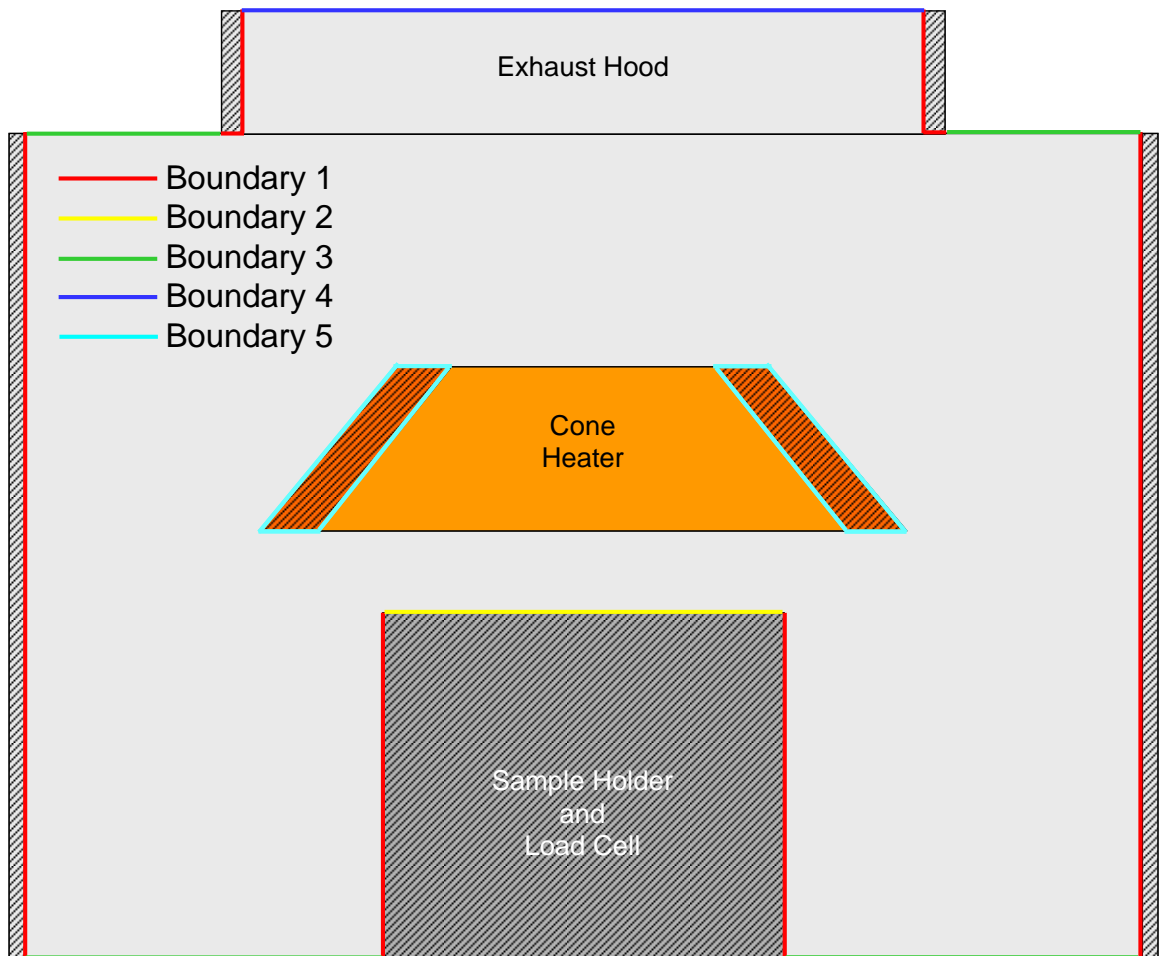 Exhaust Hood
Boundary 1
Boundary 2
Boundary 3
Boundary 4
Boundary 5
Cone
Heater
Sample Holder
and
Load Cell